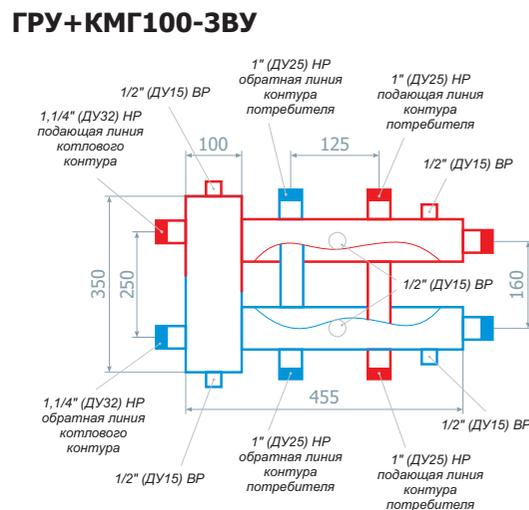 ГРУ+КМГ100-3ВУ
1" (ДУ25) НР
обратная линия
контура
потребителя
1" (ДУ25) НР
подающая линия
контура
потребителя
1/2" (ДУ15) ВР
1,1/4" (ДУ32) НР
подающая линия
котлового
контура
100
125
1/2" (ДУ15) ВР
350
250
1/2" (ДУ15) ВР
160
455
1,1/4" (ДУ32) НР
обратная линия
котлового
контура
1/2" (ДУ15) ВР
1/2" (ДУ15) ВР
1" (ДУ25) НР
обратная линия
контура
потребителя
1" (ДУ25) НР
подающая линия
контура
потребителя